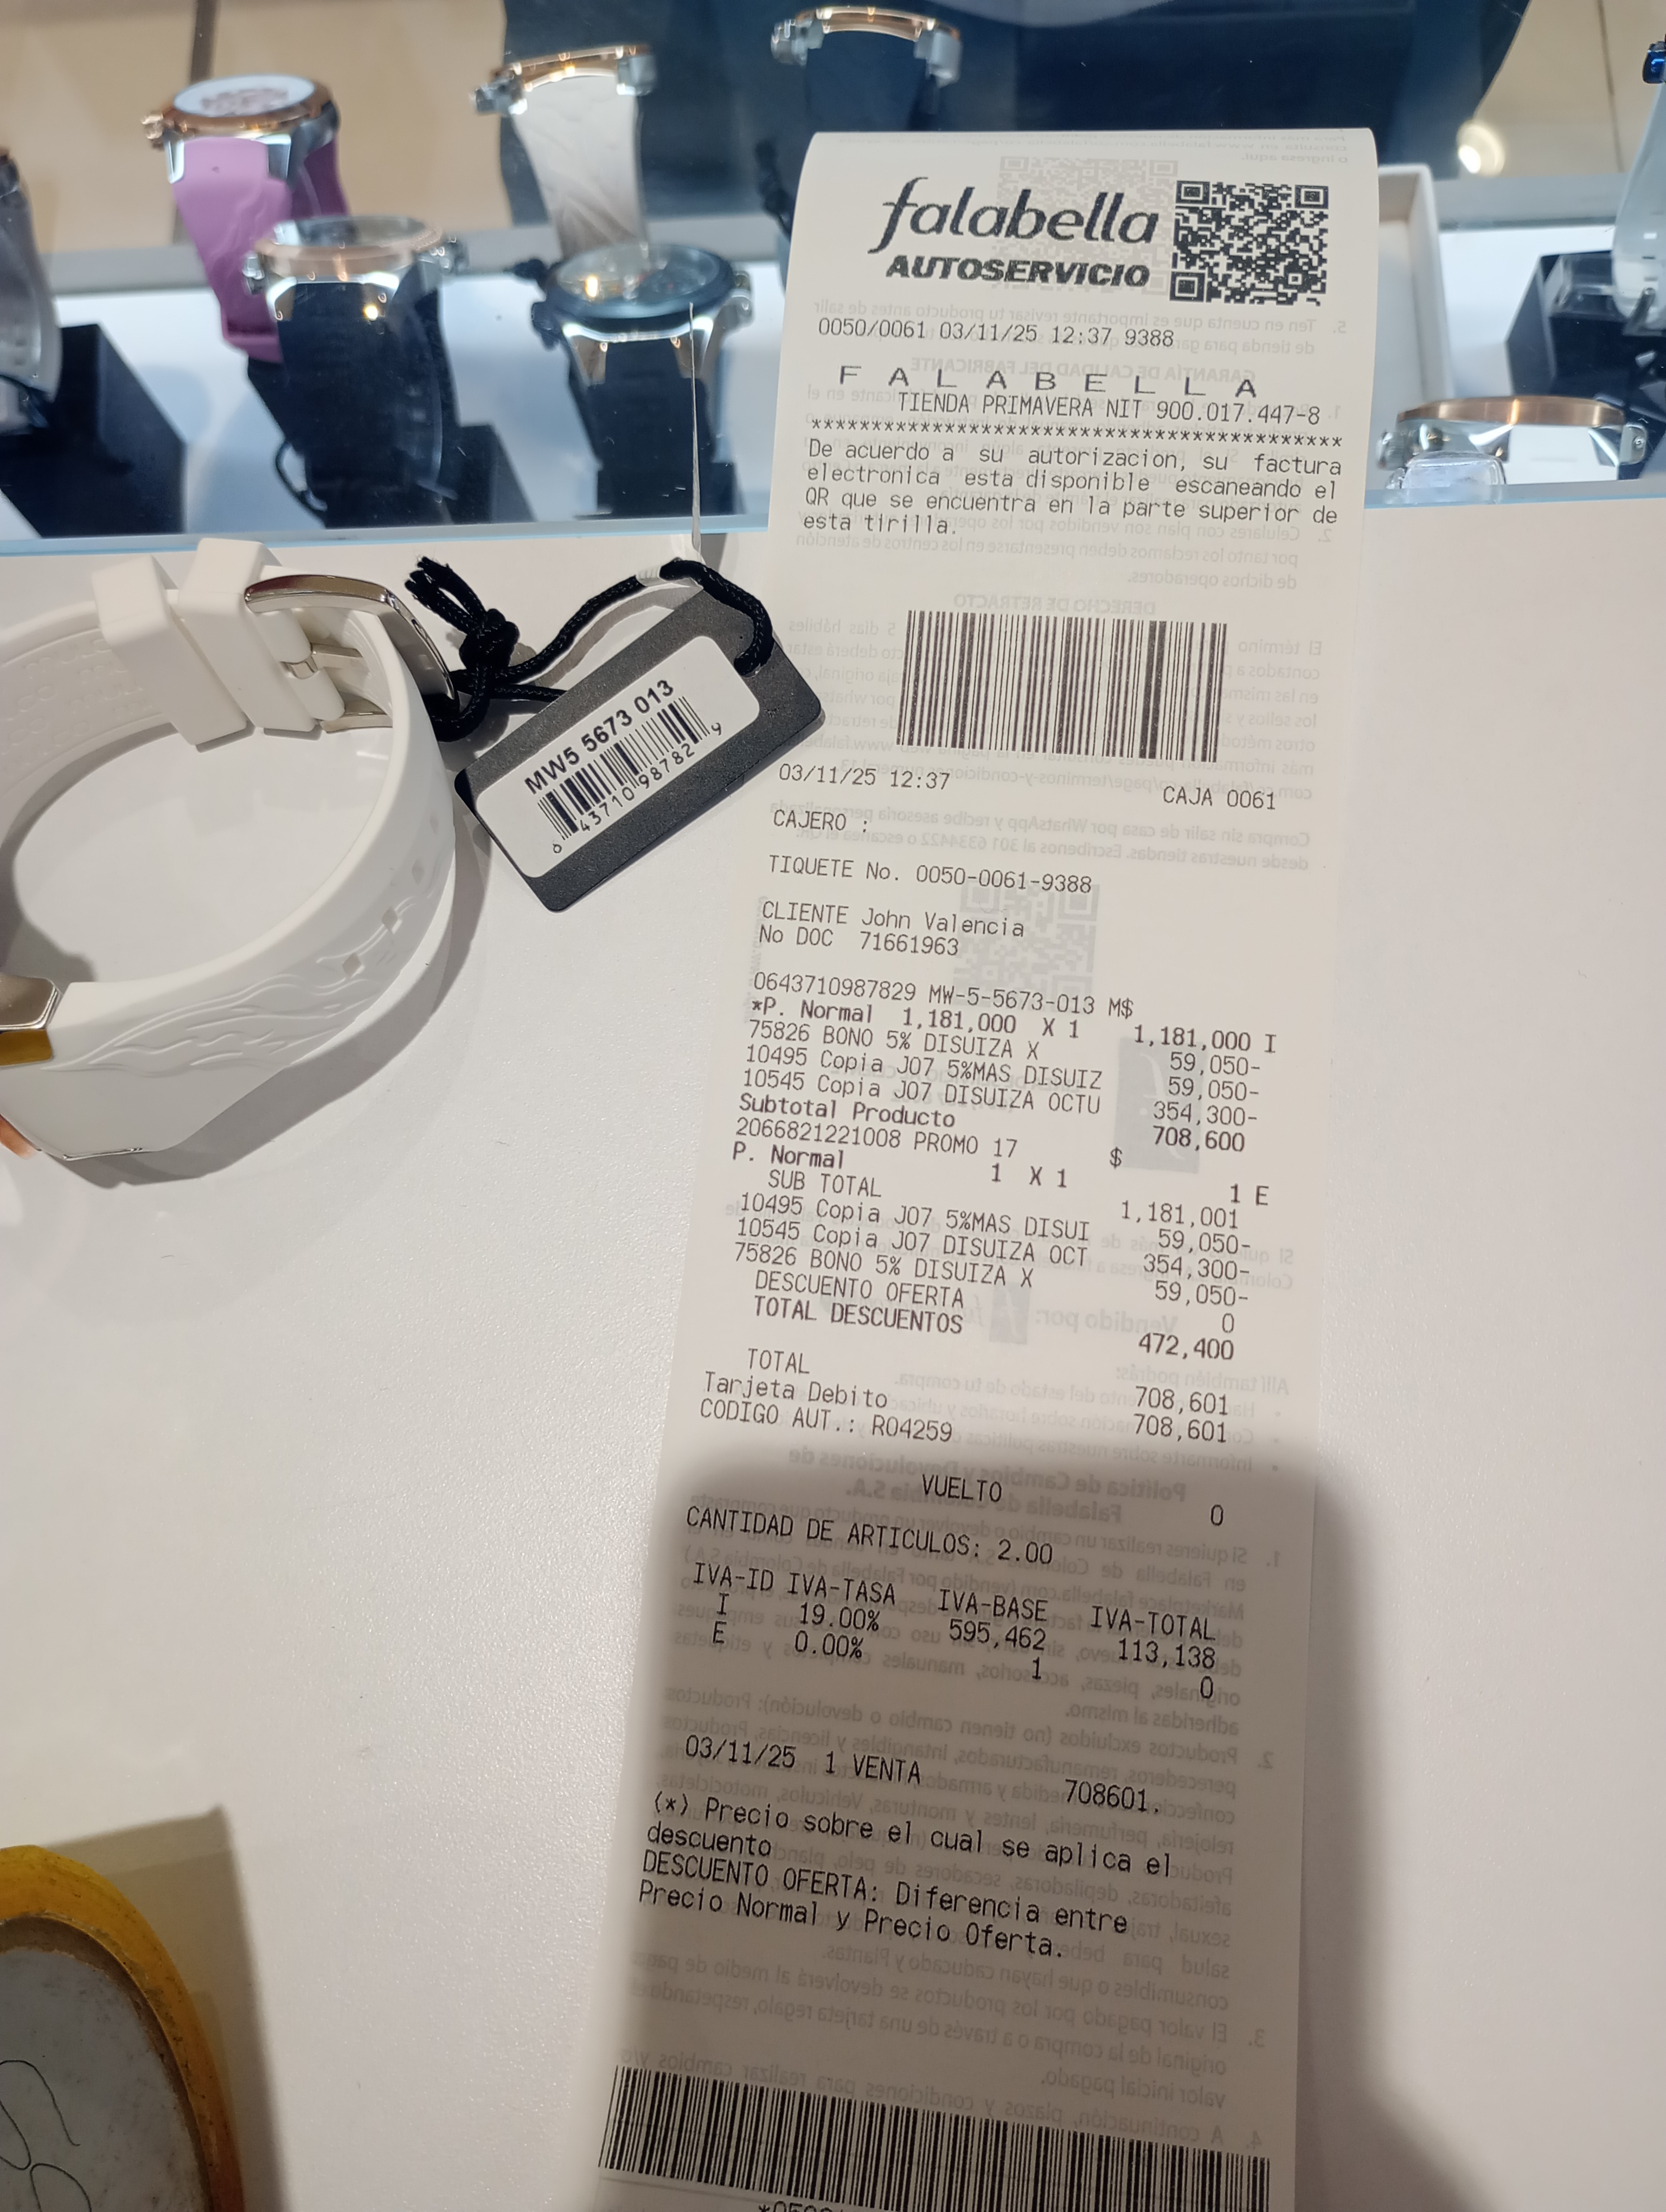 falabella
AUTOSERVICIO
0050/0061 03/11/25 12:37 9388
F A L A B E L L A
TIENDA PRIMAVERA NIT 900.017.447-8
*******************************************
De acuerdo a su autorizacion, su factura
electronica esta disponible escaneando el
QR que se encuentra en la parte superior de
esta tirilla.
MW5 5673 013
6 43710 98782 9
03/11/25 12:37 CAJA 0061
CAJERO :
TIQUETE No. 0050-0061-9388
CLIENTE John Valencia
No DOC 71661963
0643710987829 MW-5-5673-013 M$
*P. Normal 1,181,000 X 1 1,181,000 I
75826 BONO 5% DISUIZA X 59,050-
10495 Copia J07 5%MAS DISUIZ 59,050-
10545 Copia J07 DISUIZA OCTU 354,300-
Subtotal Producto 708,600
2066821221008 PROMO 17 $
P. Normal 1 X 1 1 E
SUB TOTAL 1,181,001
10495 Copia J07 5%MAS DISUI 59,050-
10545 Copia J07 DISUIZA OCT 354,300-
75826 BONO 5% DISUIZA X 59,050-
DESCUENTO OFERTA 0
TOTAL DESCUENTOS 472,400
TOTAL 708,601
Tarjeta Debito 708,601
CODIGO AUT.: R04259
VUELTO 0
CANTIDAD DE ARTICULOS: 2.00
IVA-ID IVA-TASA IVA-BASE IVA-TOTAL
I 19.00% 595,462 113,138
E 0.00% 1 0
03/11/25 1 VENTA 708601.
(*) Precio sobre el cual se aplica el
descuento
DESCUENTO OFERTA: Diferencia entre
Precio Normal y Precio Oferta.